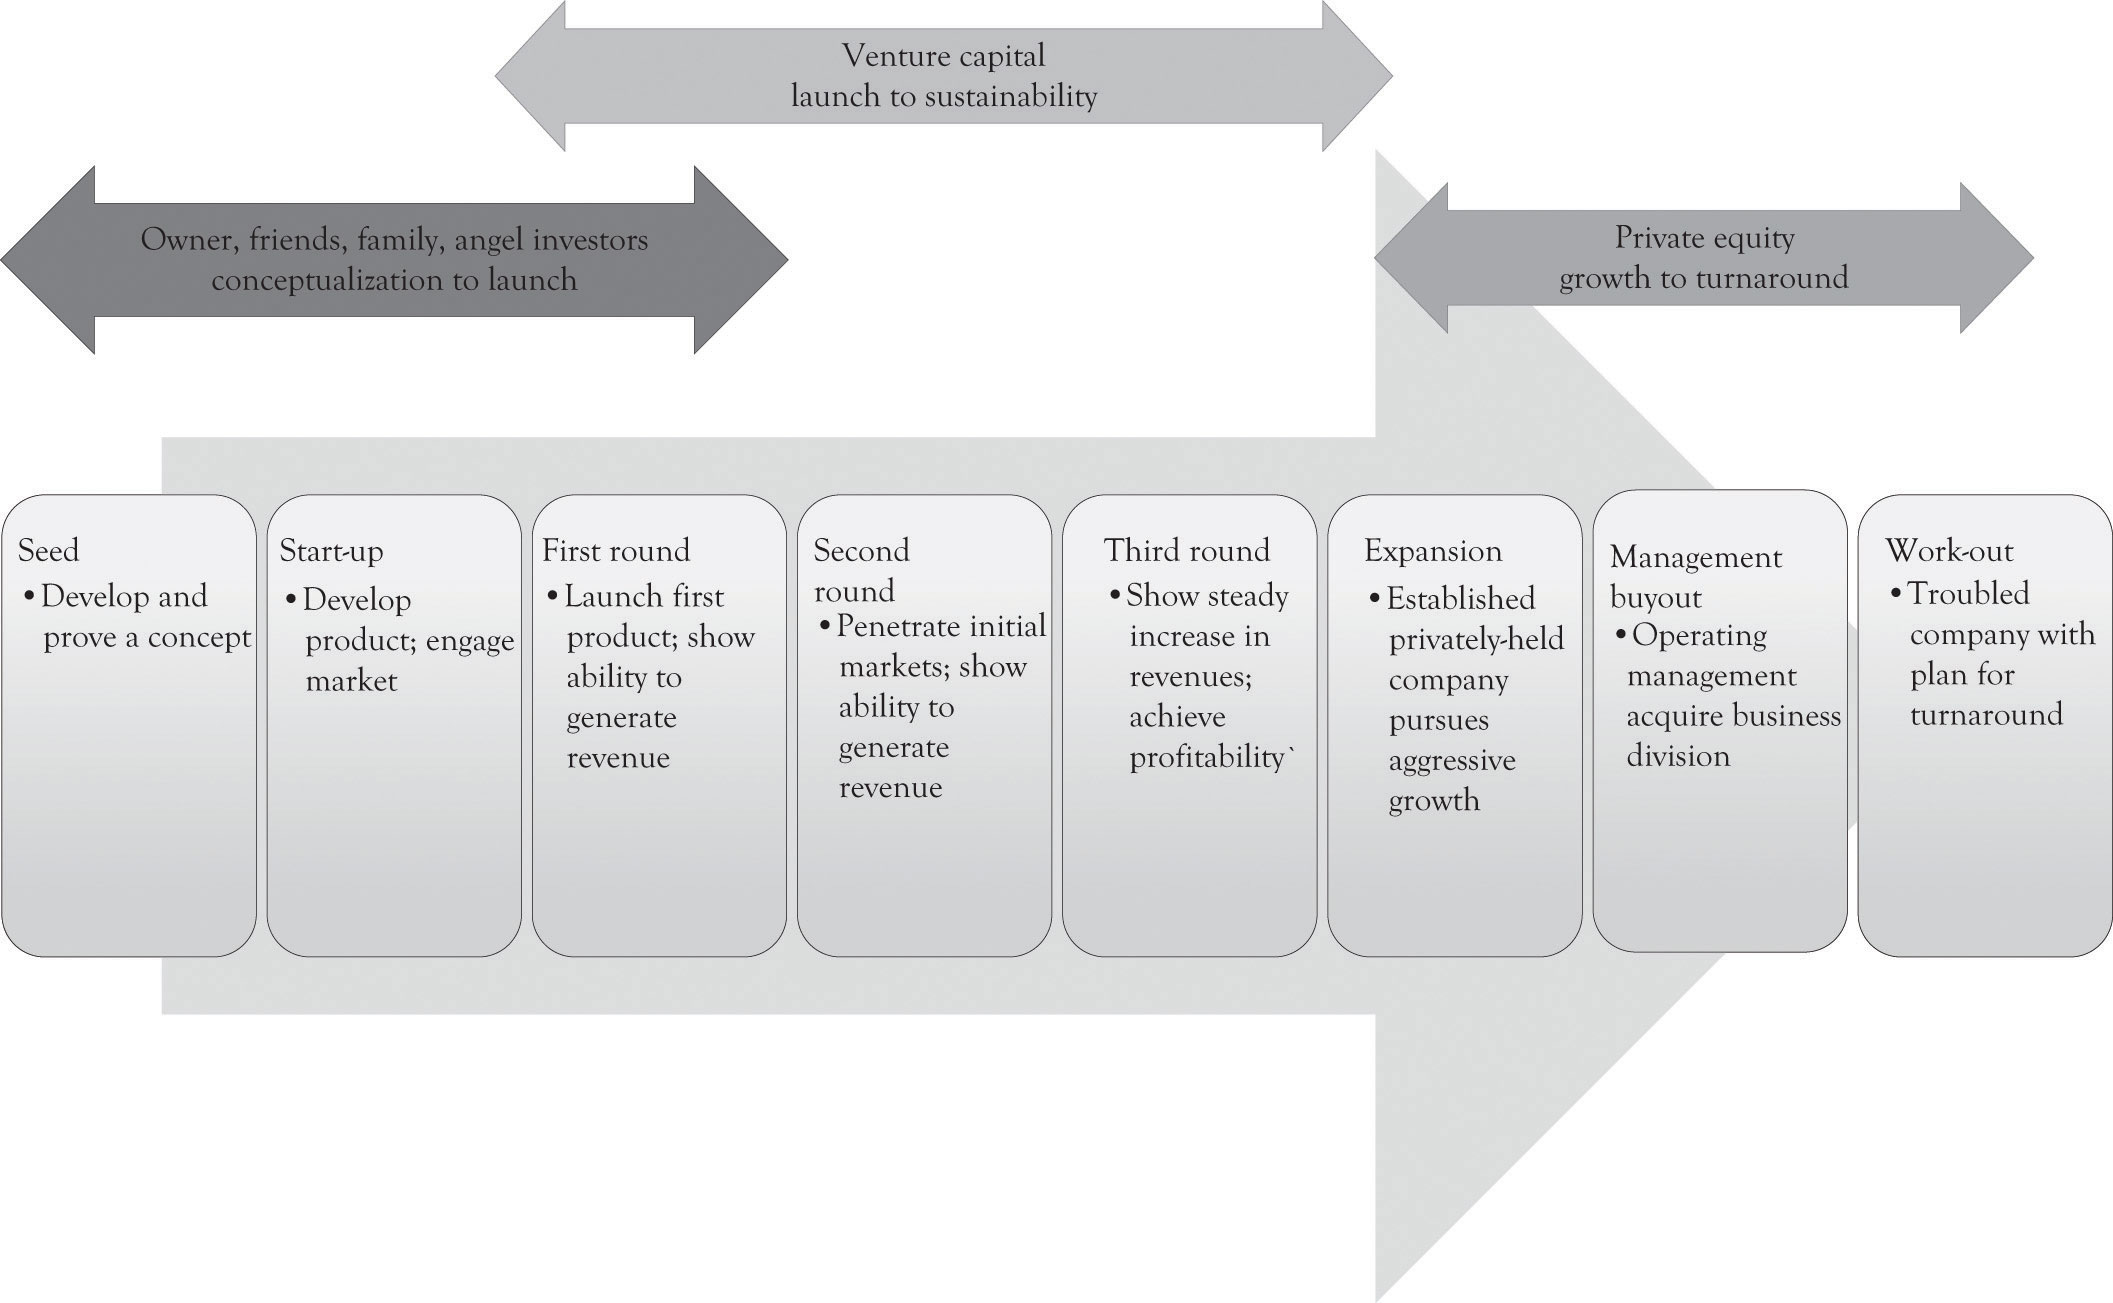 Venture capital
launch to sustainability
Owner, friends, family, angel investors
conceptualization to launch
Private equity
growth to turnaround
Seed
• Develop and
prove a concept
Start-up
• Develop
product; engage
market
First round
• Launch first
product; show
ability to
generate
revenue
Second
round
• Penetrate initial
markets; show
ability to
generate
revenue
Third round
• Show steady
increase in
revenues;
achieve
profitability`
Expansion
• Established
privately-held
company
pursues
aggressive
growth
Management
buyout
• Operating
management
acquire business
division
Work-out
• Troubled
company with
plan for
turnaround